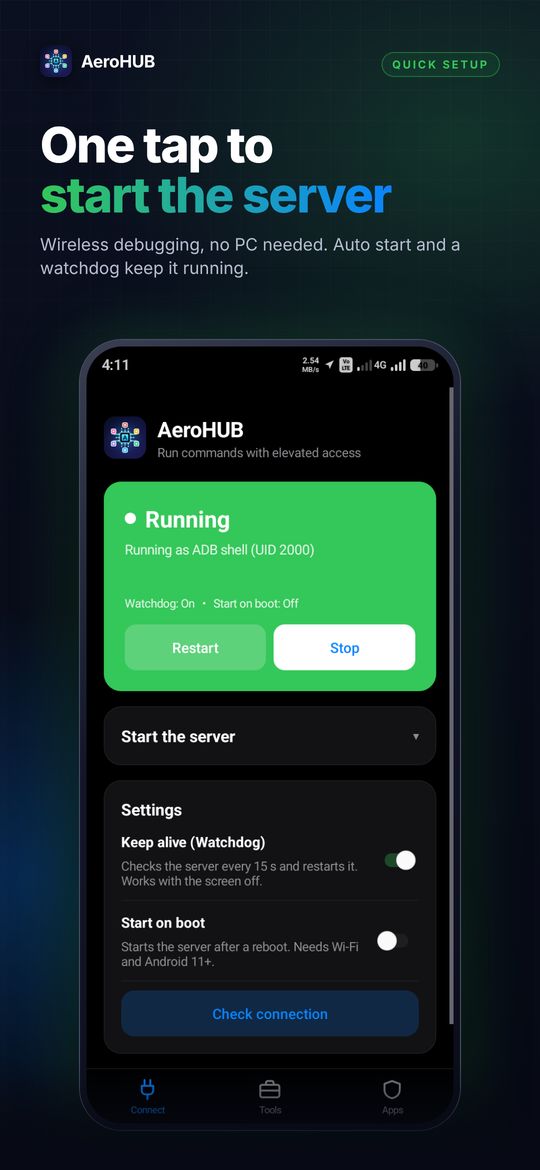 AeroHUB
QUICK SETUP
One tap to
start the server
Wireless debugging, no PC needed. Auto start and a
watchdog keep it running.
4:11
2.54
MB/s
Vo
LTE
4G
40
AeroHUB
Run commands with elevated access
Running
Running as ADB shell (UID 2000)
Watchdog: On • Start on boot: Off
Restart
Stop
Start the server
Settings
Keep alive (Watchdog)
Checks the server every 15 s and restarts it.
Works with the screen off.
Start on boot
Starts the server after a reboot. Needs Wi-Fi
and Android 11+.
Check connection
Connect
Tools
Apps